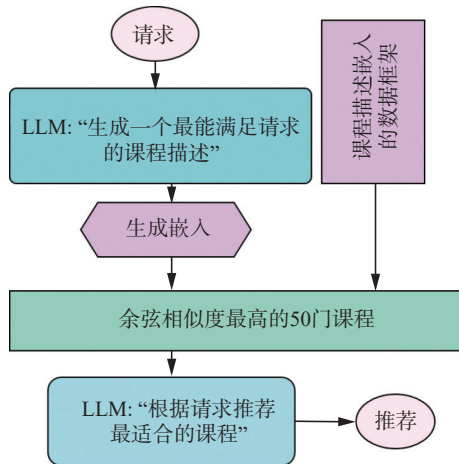 请求
LLM: “生成一个最能满足请求
的课程描述”
课程描述嵌入
的数据框架
生成嵌入
余弦相似度最高的50门课程
LLM: “根据请求推荐
最适合的课程”
推荐